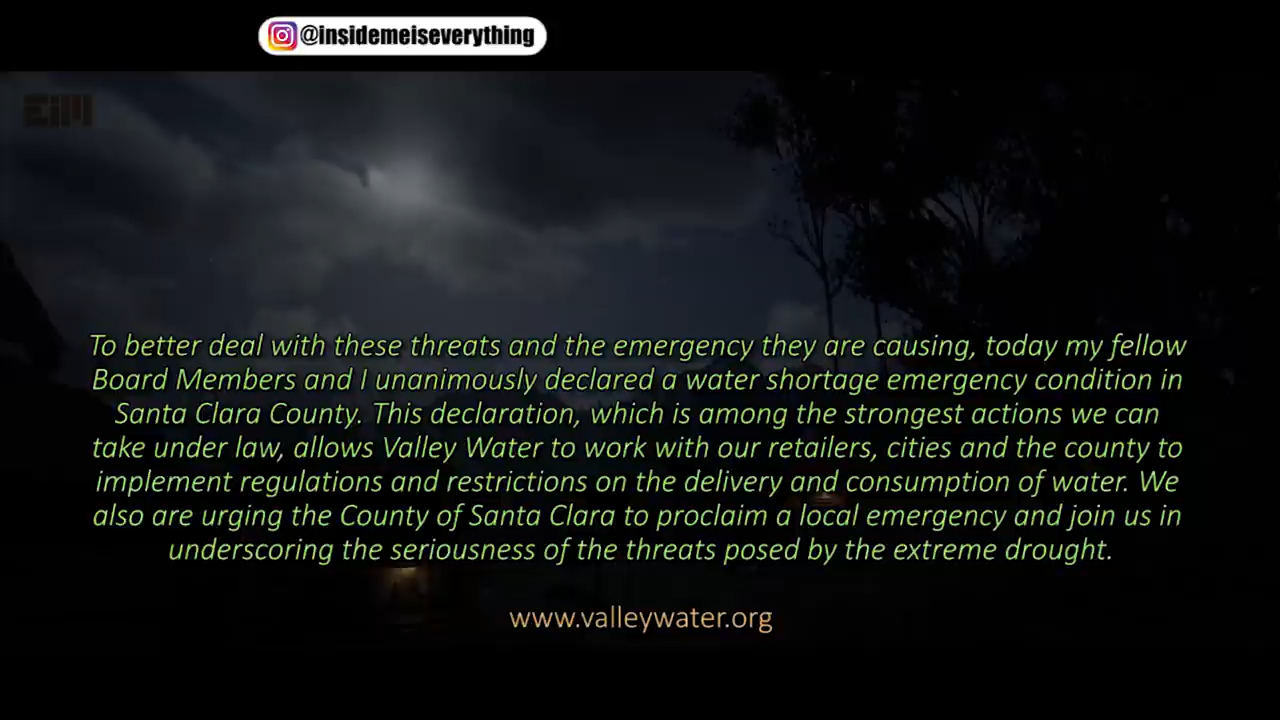 @insidemeiseverything
EiM
To better deal with these threats and the emergency they are causing, today my fellow
Board Members and I unanimously declared a water shortage emergency condition in
Santa Clara County. This declaration, which is among the strongest actions we can
take under law, allows Valley Water to work with our retailers, cities and the county to
implement regulations and restrictions on the delivery and consumption of water. We
also are urging the County of Santa Clara to proclaim a local emergency and join us in
underscoring the seriousness of the threats posed by the extreme drought.
www.valleywater.org